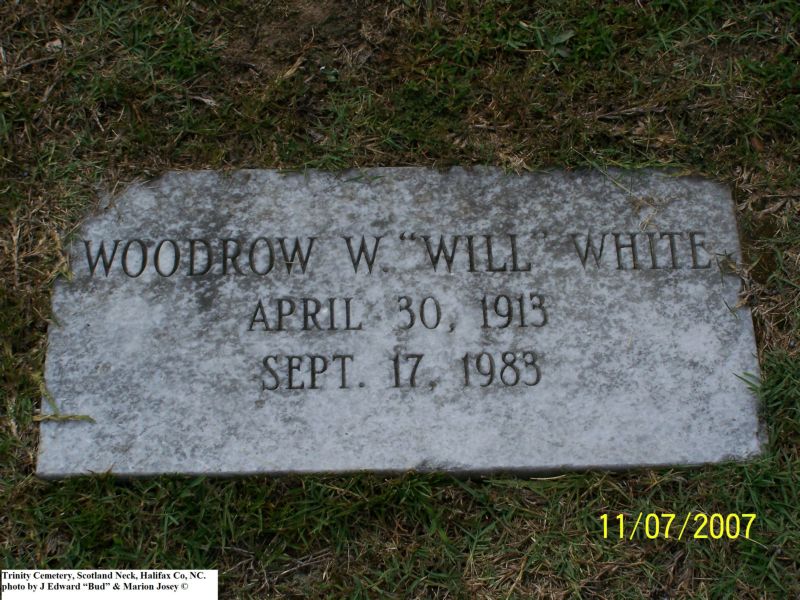 WOODROW W. "WILL" WHITE
APRIL 30, 1913
SEPT. 17, 1983
11/07/2007
Trinity Cemetery, Scotland Neck, Halifax Co, NC.
photo by J Edward “Bud” & Marion Josey ©